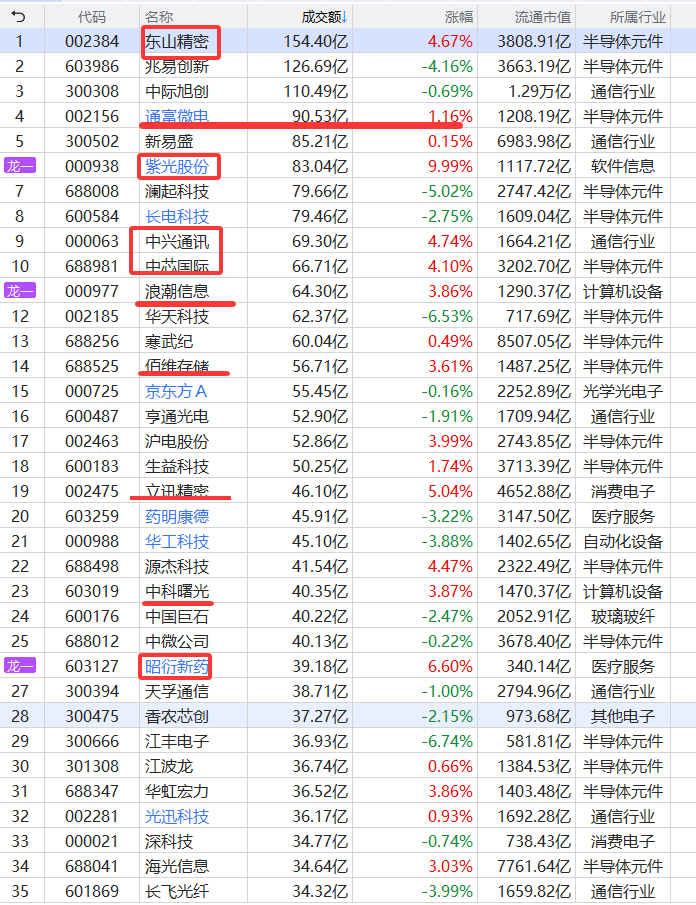 代码 名称 成交额↓ 涨幅 流通市值 所属行业
1 002384 东山精密 154.40亿 4.67% 3808.91亿 半导体元件
2 603986 兆易创新 126.69亿 -4.16% 3663.19亿 半导体元件
3 300308 中际旭创 110.49亿 -0.69% 1.29万亿 通信行业
4 002156 通富微电 90.53亿 1.16% 1208.19亿 半导体元件
5 300502 新易盛 85.21亿 0.15% 6983.98亿 通信行业
龙一 000938 紫光股份 83.04亿 9.99% 1117.72亿 软件信息
7 688008 澜起科技 79.66亿 -5.02% 2747.42亿 半导体元件
8 600584 长电科技 79.46亿 -2.75% 1609.04亿 半导体元件
9 000063 中兴通讯 69.30亿 4.74% 1664.21亿 通信行业
10 688981 中芯国际 66.71亿 4.10% 3202.70亿 半导体元件
龙一 000977 浪潮信息 64.30亿 3.86% 1290.37亿 计算机设备
12 002185 华天科技 62.37亿 -6.53% 717.69亿 半导体元件
13 688256 寒武纪 60.04亿 0.49% 8507.05亿 半导体元件
14 688525 佰维存储 56.71亿 3.61% 1487.25亿 半导体元件
15 000725 京东方A 55.45亿 -0.16% 2252.89亿 光学光电子
16 600487 亨通光电 52.90亿 -1.91% 1709.94亿 通信行业
17 002463 沪电股份 52.86亿 3.99% 2743.85亿 半导体元件
18 600183 生益科技 50.25亿 1.74% 3713.39亿 半导体元件
19 002475 立讯精密 46.10亿 5.04% 4652.88亿 消费电子
20 603259 药明康德 45.91亿 -3.22% 3147.50亿 医疗服务
21 000988 华工科技 45.10亿 -3.88% 1402.65亿 自动化设备
22 688498 源杰科技 41.54亿 4.47% 2322.49亿 半导体元件
23 603019 中科曙光 40.35亿 3.87% 1470.37亿 计算机设备
24 600176 中国巨石 40.22亿 -2.47% 2052.91亿 玻璃玻纤
25 688012 中微公司 40.13亿 -0.22% 3678.40亿 半导体元件
龙一 603127 昭衍新药 39.18亿 6.60% 340.14亿 医疗服务
27 300394 天孚通信 38.71亿 -1.00% 2794.96亿 通信行业
28 300475 香农芯创 37.27亿 -2.15% 973.68亿 其他电子
29 300666 江丰电子 36.93亿 -6.74% 581.81亿 半导体元件
30 301308 江波龙 36.74亿 0.66% 1384.53亿 半导体元件
31 688347 华虹宏力 36.52亿 3.86% 1403.48亿 半导体元件
32 002281 光迅科技 36.17亿 0.93% 1692.28亿 通信行业
33 000021 深科技 34.77亿 -0.74% 738.43亿 消费电子
34 688041 海光信息 34.64亿 3.03% 7761.64亿 半导体元件
35 601869 长飞光纤 34.32亿 -3.99% 1659.82亿 通信行业